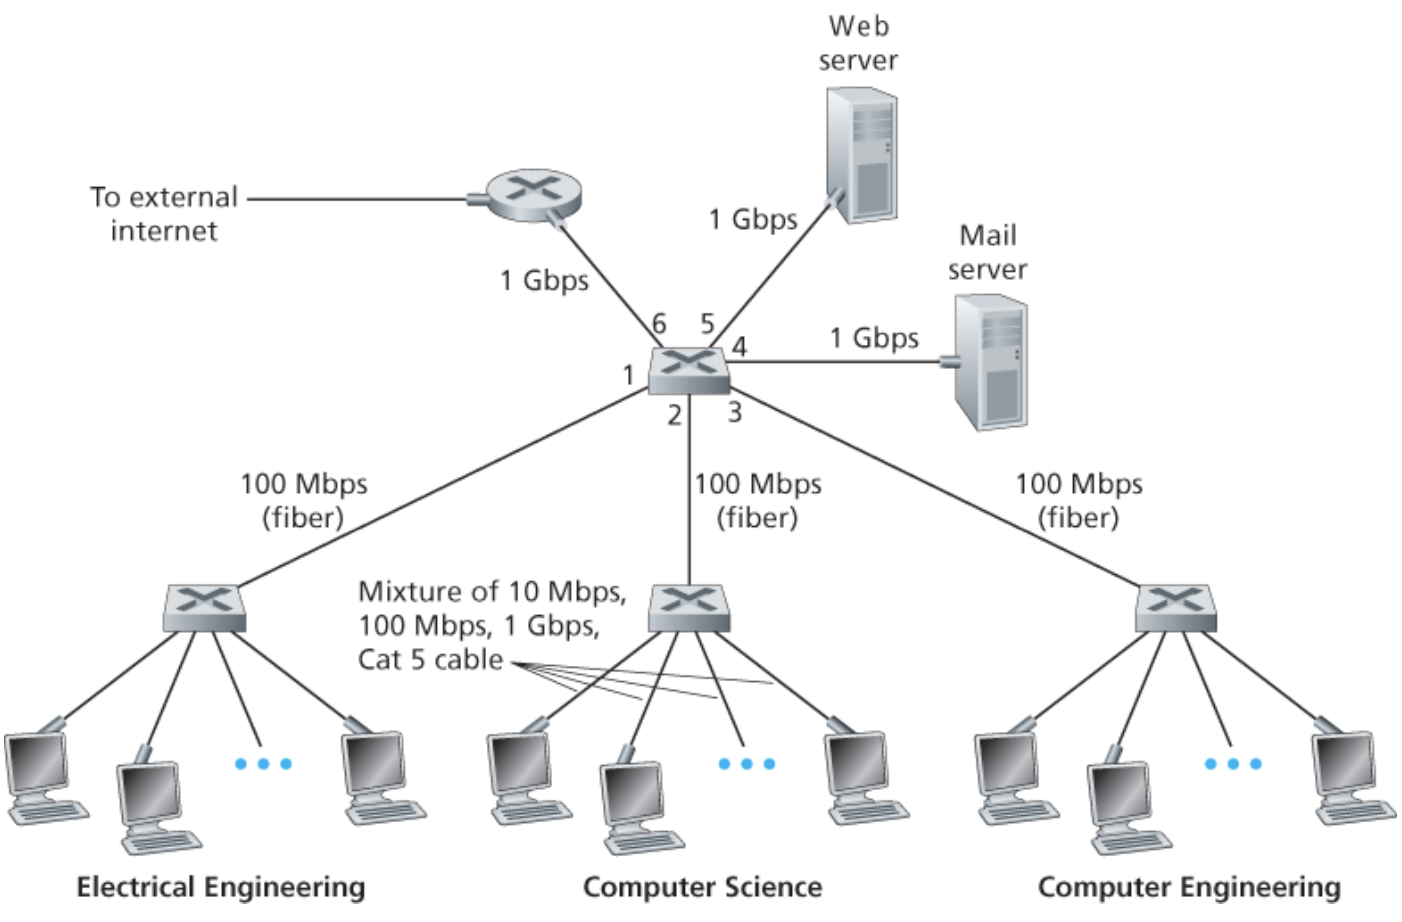 Web
server
To external
internet
1 Gbps
Mail
server
1 Gbps
6
5
4
1 Gbps
1
2
3
100 Mbps
(fiber)
100 Mbps
(fiber)
100 Mbps
(fiber)
Mixture of 10 Mbps,
100 Mbps, 1 Gbps,
Cat 5 cable
Electrical Engineering
Computer Science
Computer Engineering